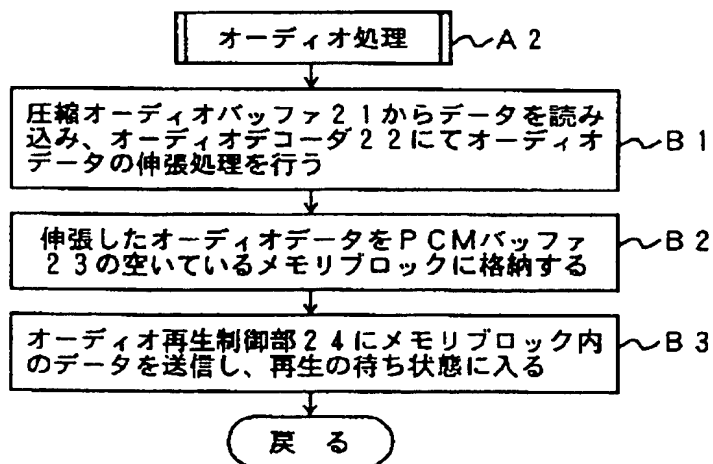 オーディオ処理 A2
圧縮オーディオバッファ21からデータを読み
込み、オーディオデコーダ22にてオーディオ
データの伸張処理を行う
B1
伸張したオーディオデータをPCMバッファ
23の空いているメモリブロックに格納する
B2
オーディオ再生制御部24にメモリブロック内
のデータを送信し、再生の待ち状態に入る
B3
戻る